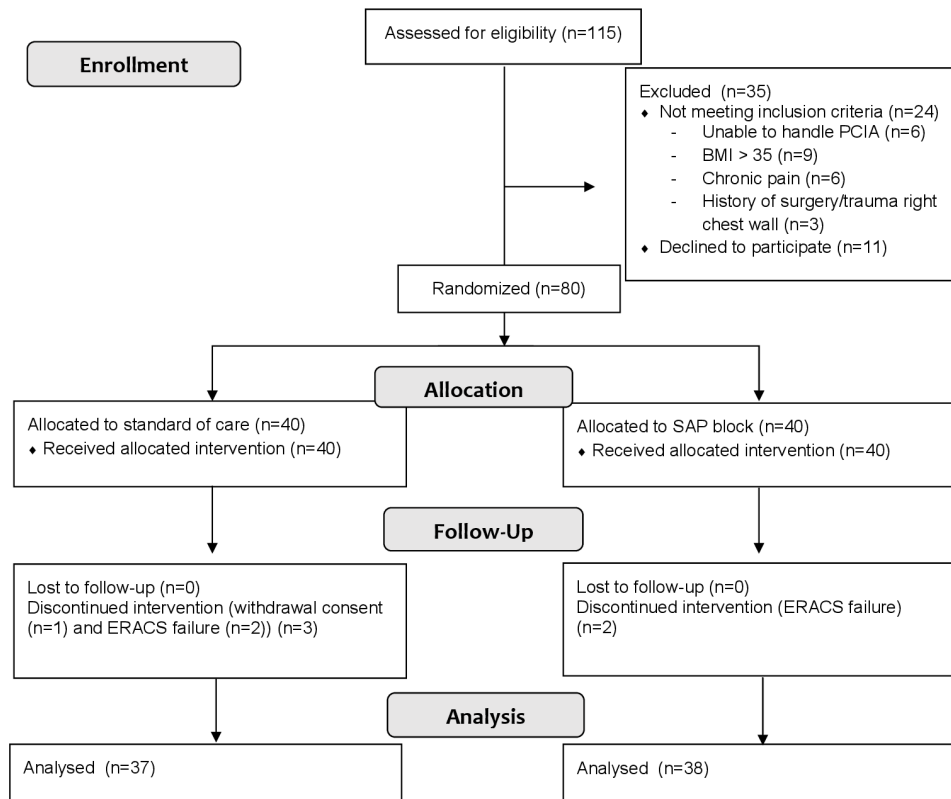 Assessed for eligibility (n=115)
Enrollment
Excluded (n=35)
♦ Not meeting inclusion criteria (n=24)
- Unable to handle PCIA (n=6)
- BMI > 35 (n=9)
- Chronic pain (n=6)
- History of surgery/trauma right
chest wall (n=3)
♦ Declined to participate (n=11)
Randomized (n=80)
Allocation
Allocated to standard of care (n=40)
♦ Received allocated intervention (n=40)
Allocated to SAP block (n=40)
♦ Received allocated intervention (n=40)
Follow-Up
Lost to follow-up (n=0)
Discontinued intervention (withdrawal consent
(n=1) and ERACS failure (n=2)) (n=3)
Lost to follow-up (n=0)
Discontinued intervention (ERACS failure)
(n=2)
Analysis
Analysed (n=37)
Analysed (n=38)